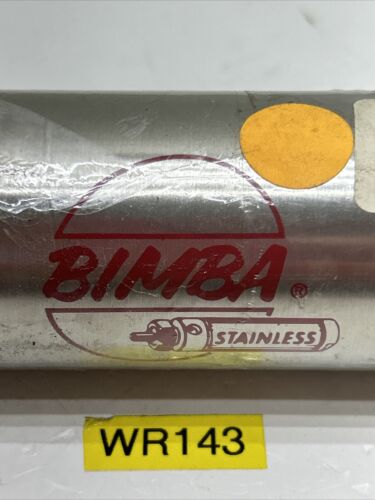 BIMBA ®
STAINLESS
WR143